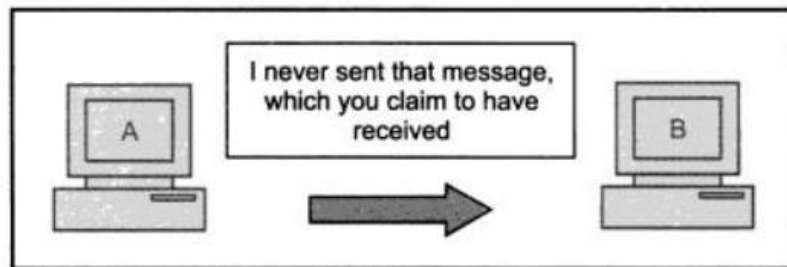 I never sent that message,
which you claim to have
received
A
B